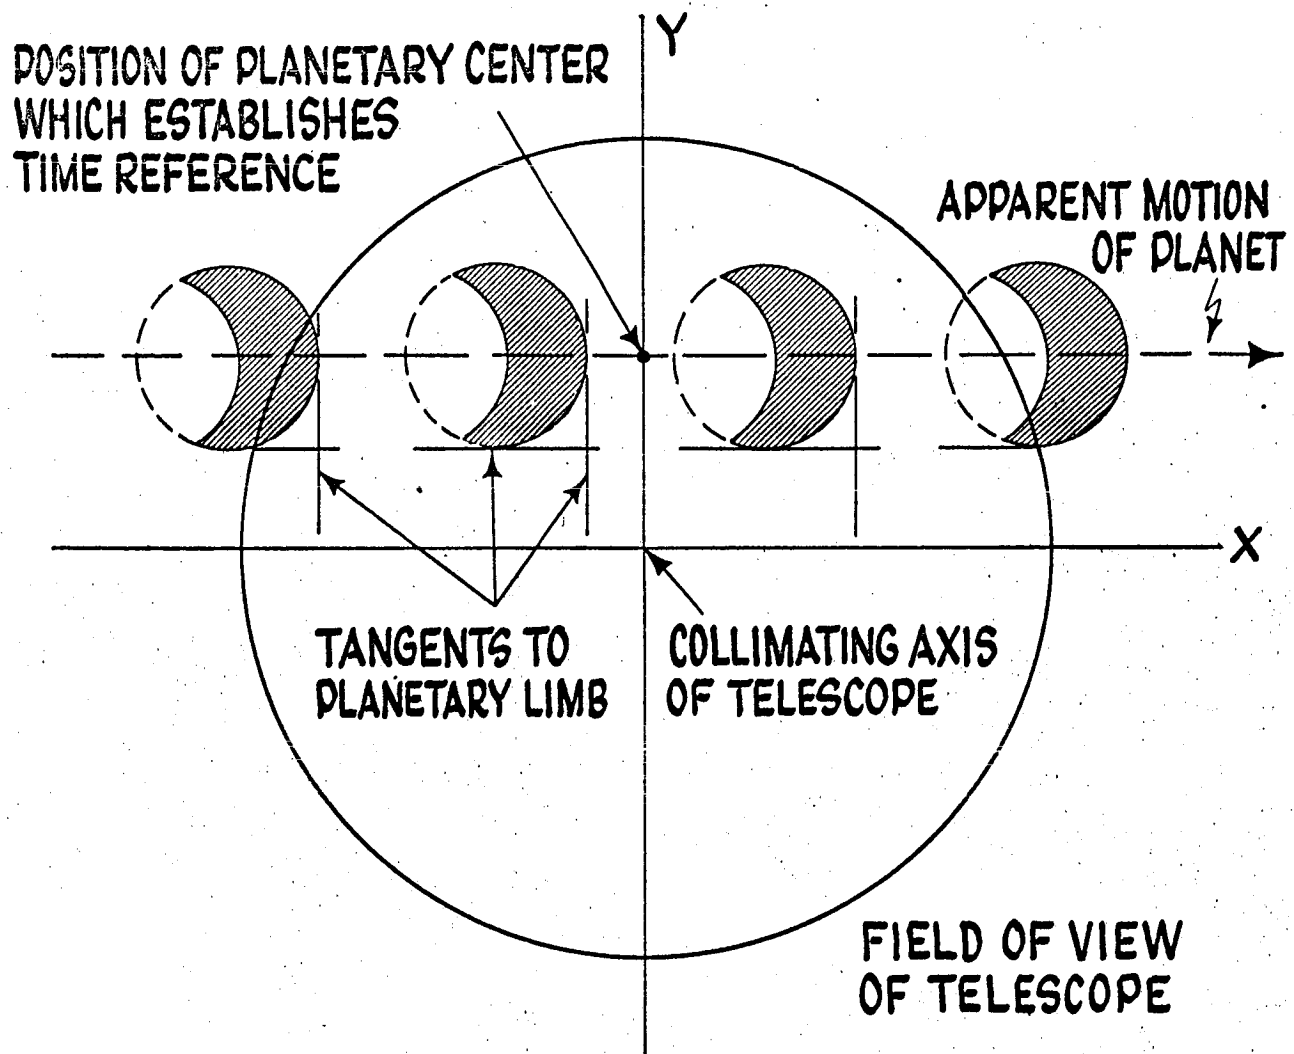 Y
POSITION OF PLANETARY CENTER
WHICH ESTABLISHES
TIME REFERENCE
APPARENT MOTION
OF PLANET
X
TANGENTS TO
PLANETARY LIMB
COLLIMATING AXIS
OF TELESCOPE
FIELD OF VIEW
OF TELESCOPE